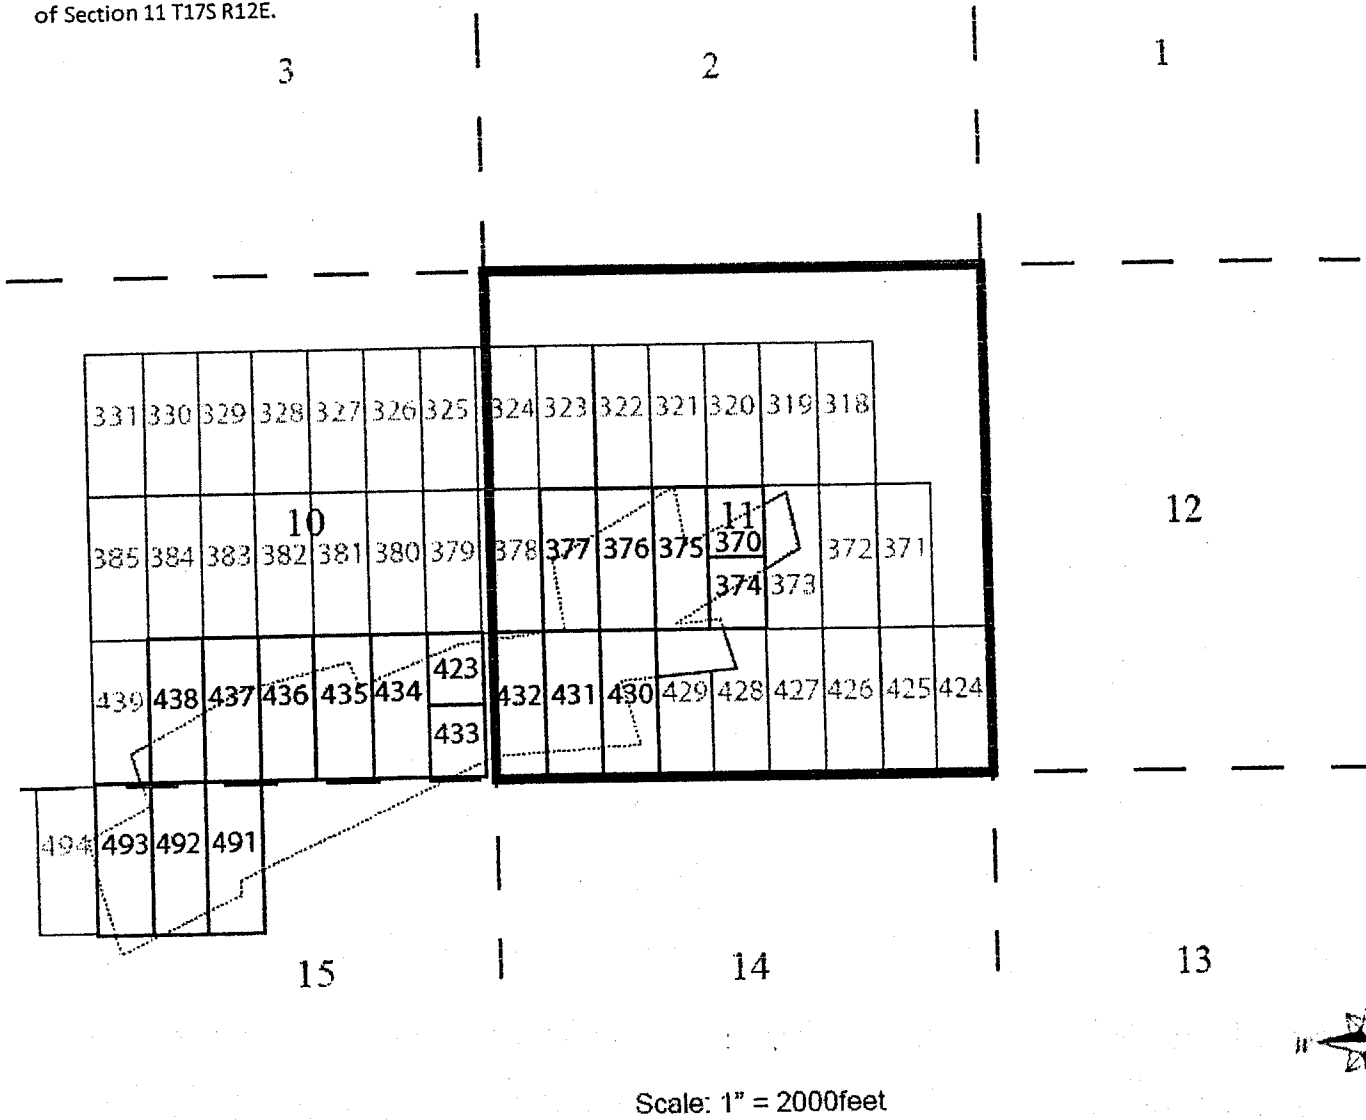 of Section 11 T17S R12E.
3 2 1
331 330 329 328 327 326 325 324 323 322 321 320 319 318
10 11 12
385 384 383 382 381 380 379 378 377 376 375 370 372 371
374 373
423
439 438 437 436 435 434 432 431 430 429 428 427 426 425 424
433
494 493 492 491
15 14 13
W
Scale: 1” = 2000feet